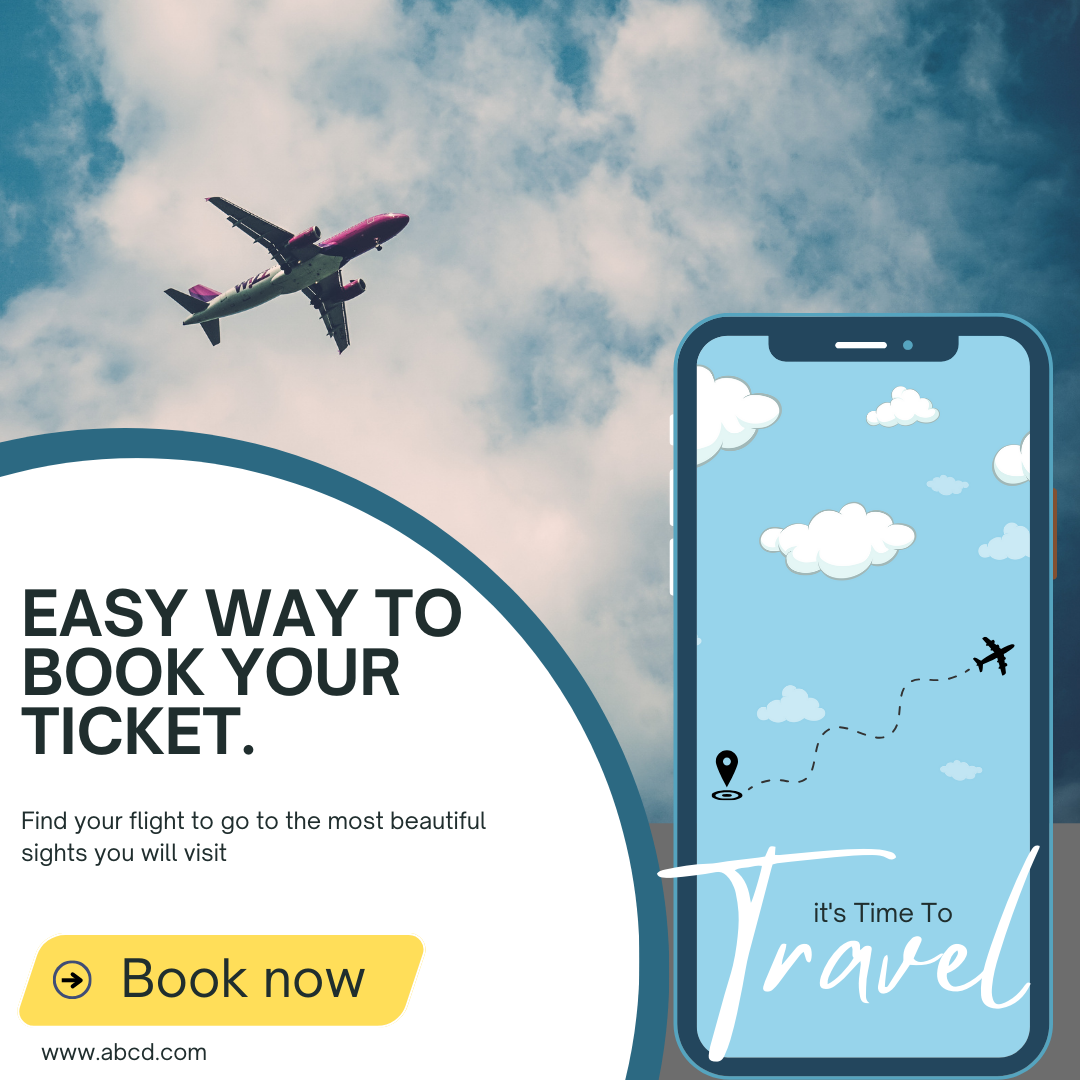 EASY WAY TO
BOOK YOUR
TICKET.
Find your flight to go to the most beautiful
sights you will visit
Book now
www.abcd.com
it's Time To
Travel